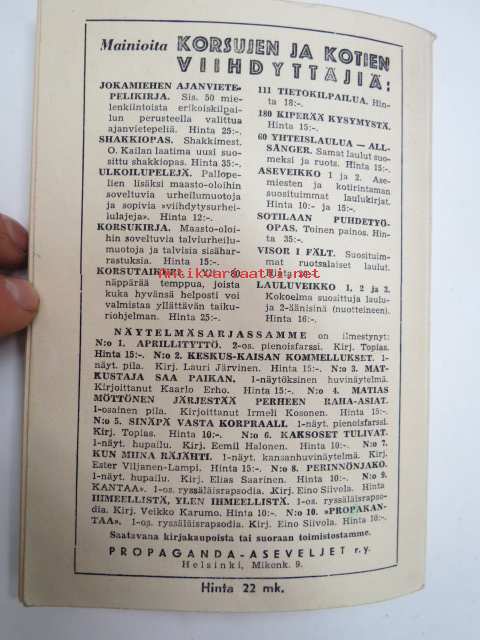 Mainioita KORSUJEN JA KOTIEN
VIIHDYTTÄJIÄ:
JOKAMIEHEN AJANVIETE-
PELIKIRJA. Sis. 50 mie-
lenkiintoista erikoiskilpai-
lun perusteella valittua
ajanvietepeliä. Hinta 25:-.
SHAKKIOPAS. Shakkimest.
O. Kailan laatima uusi suo-
sittu shakkiopas. Hinta 35:-.
ULKOILUPELEJÄ. Pallope-
lien lisäksi maasto-oloihin
soveltuvia urheilumuotoja
ja sopivia »viihdytysurhei-
lulajeja». Hinta 12:-.
KORSUKIRJA. Maasto-oloi-
hin soveltuvia talviurheilu-
muotoja ja talvisia sisähar-
rastuksia. Hinta 15:-.
KORSUTAITURI. 80
näppärää temppua, joista
kuka hyvänsä helposti voi
valmistaa yllättävän taiku-
riohjelman. Hinta 25:-.
111 TIETOKILPAILUA. Hin-
ta 18:-.
180 KIPERÄÄ KYSYMYSTÄ.
Hinta 15:-.
60 YHTEISLAULUA — ALL-
SÅNGER. Samat laulut suo-
meksi ja ruots. Hinta 15:-.
ASEVEIKKO 1 ja 2. Ase-
miesten ja kotirintaman
suosituimmat laulukirjat.
Hinta 10:- ja 15:-.
SOTILAAN PUHDETYÖ-
OPAS. Toinen painos. Hin-
ta 35:-.
VISOR I FÄLT. Suosituim-
mat ruotsalaiset laulut.
LAULUVEIKKO 1, 2 ja 3.
Kokoelma suosittuja laulu-
ja 2-äänisinä (nuotteineen).
Hinta 16:-.
antiikvariaatti.net
NÄYTELMÄSARJASSAMME on ilmestynyt:
N:o 1. APRILLITYTTÖ. 2-os. pienoisfarssi. Kirj. Topias.
Hinta 15:-. N:o 2. KESKUS-KAISAN KOMMELLUKSET. 1-
näyt. pila. Kirj. Lauri Järvinen. Hinta 15:-. N:o 3. MAT-
KUSTAJA SAA PAIKAN. 1-näytöksinen huvinäytelmä.
Kirjoittanut Kaarlo Erho. Hinta 15:-. N:o 4. MATIAS
MÖTTÖNEN JÄRJESTÄÄ PERHEEN RAHA-ASIAT.
1-osainen pila. Kirjoittanut Irmeli Kosonen. Hinta 15:-.
N:o 5. SINÄPÄ VASTA KORPRAALI. 1-näyt. pienoisfarssi.
Kirj. Topias. Hinta 10:-. N:o 6. KAKSOSET TULIVAT.
1-näyt. hupailu. Kirj. Eemil Halonen. Hinta 10:-. N:o 7.
KUN MIINA RÄJÄHTI. 1-näyt. kansanhuvinäytelmä. Kirj.
Ester Viljanen-Lampi. Hinta 15:-. N:o 8. PERINNÖNJAKO.
1-näyt. hupailu. Kirj. Elias Saarinen. Hinta 10:-. N:o 9.
KANTAA». 1-os. ryssäläisrapsodia. Kirj. Eino Siivola. Hinta
IHMEELLISTÄ, YLEN IHMEELLISTÄ. 1-os. ryssäläisrapso-
dia. Kirj. Veikko Karumo. Hinta 10:-. N:o 10. »PROPAKAN-
TAA». 1-os. ryssäläisrapsodia. Kirj. Eino Siivola. Hinta 10:-.
Saatavana kirjakaupoista tai suoraan toimistostamme.
PROPAGANDA-ASEVELJET r.y.
Helsinki, Mikonk. 9.
Hinta 22 mk.